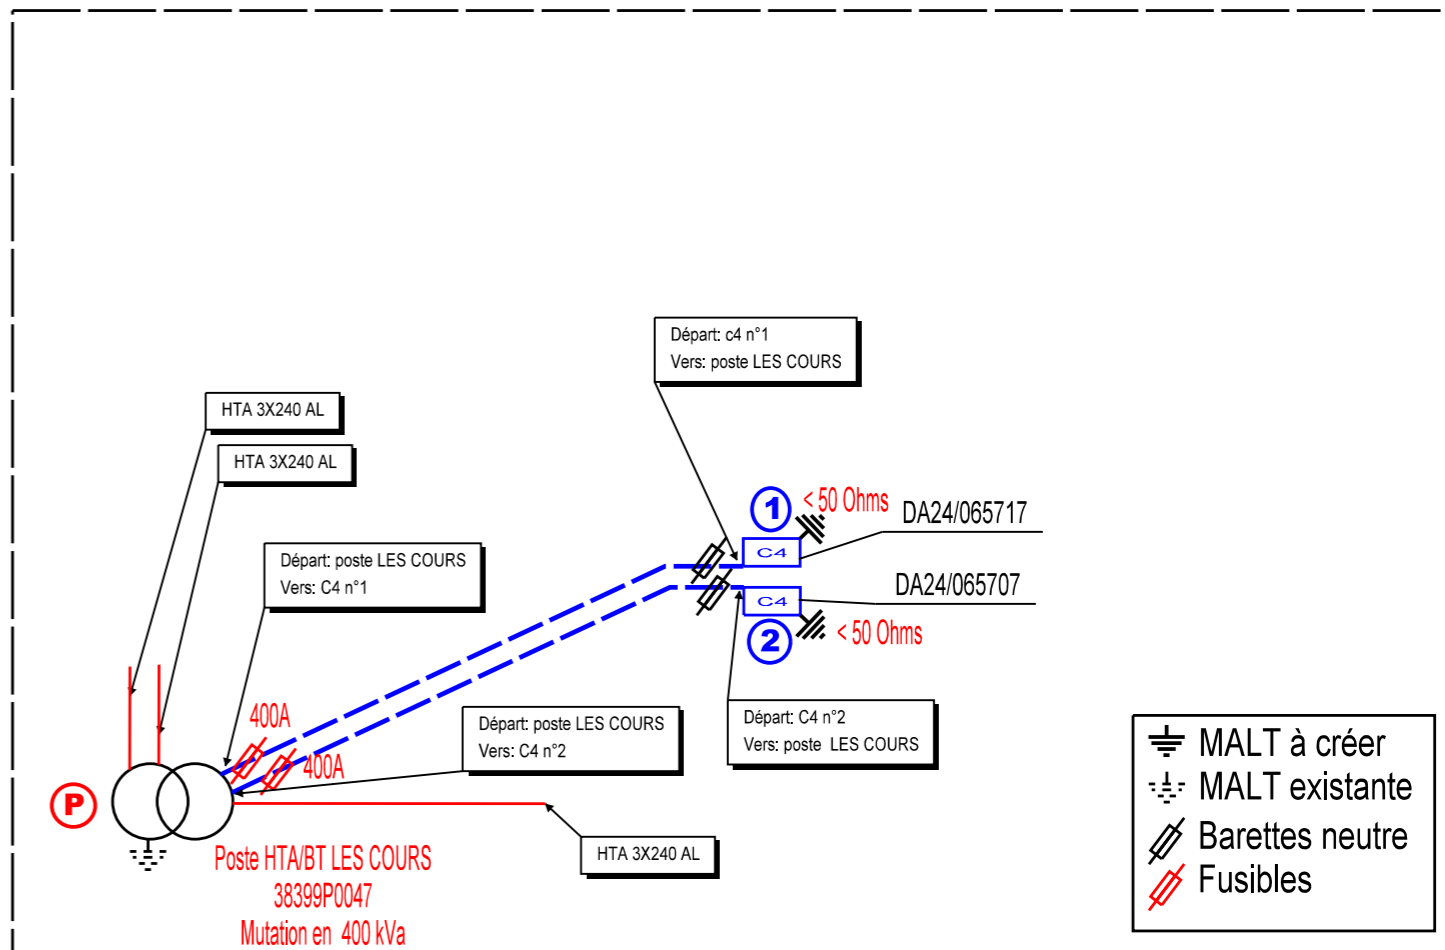 Départ: c4 n°1
Vers: poste LES COURS
HTA 3X240 AL
HTA 3X240 AL
1
< 50 Ohms
DA24/065717
C4
Départ: poste LES COURS
Vers: C4 n°1
DA24/065707
C4
2
< 50 Ohms
400A
Départ: poste LES COURS
Vers: C4 n°2
Départ: C4 n°2
Vers: poste LES COURS
400A
P
HTA 3X240 AL
Poste HTA/BT LES COURS
38399P0047
Mutation en 400 kVa
MALT à créer
MALT existante
Barettes neutre
Fusibles